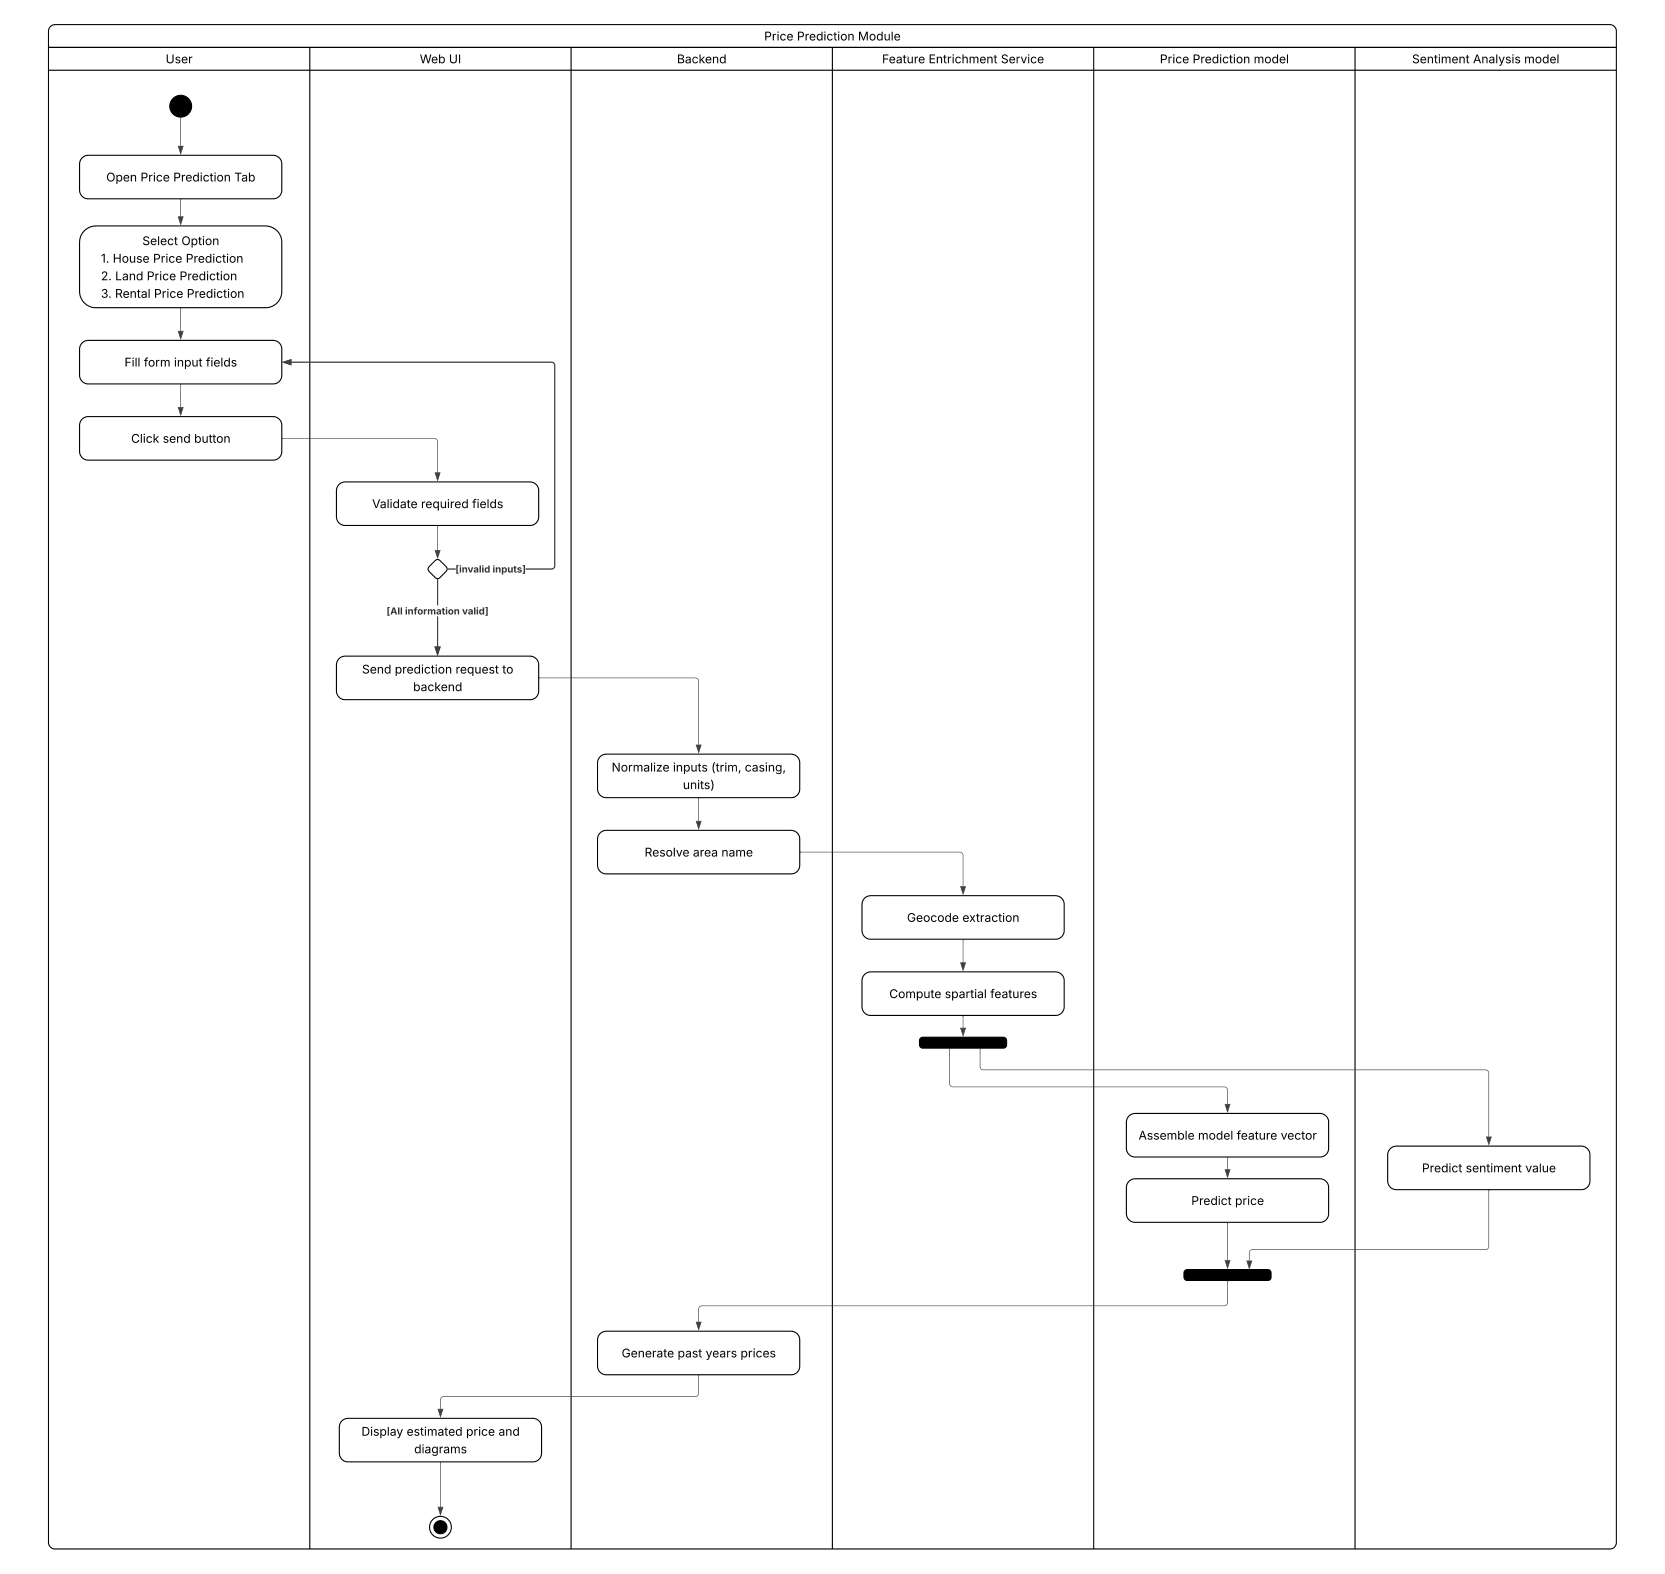 Price Prediction Module
User
Web UI
Backend
Feature Entrichment Service
Price Prediction model
Sentiment Analysis model
Open Price Prediction Tab
Select Option
1. House Price Prediction
2. Land Price Prediction
3. Rental Price Prediction
Fill form input fields
Click send button
Validate required fields
[invalid inputs]
[All information valid]
Send prediction request to
backend
Normalize inputs (trim, casing,
units)
Resolve area name
Geocode extraction
Compute spartial features
Assemble model feature vector
Predict sentiment value
Predict price
Generate past years prices
Display estimated price and
diagrams